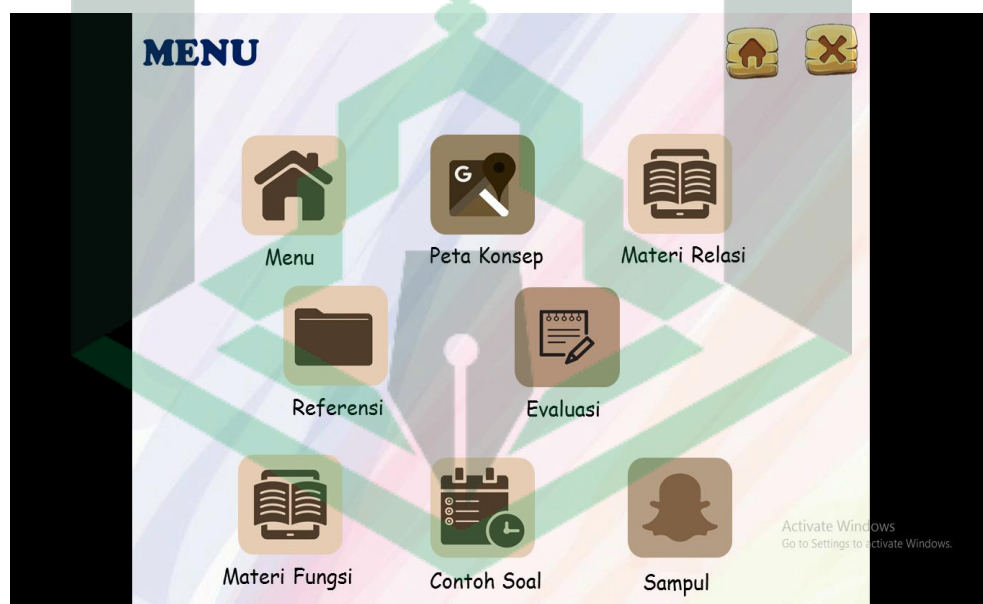 MENU
G
Menu
Peta Konsep
Materi Relasi
Referensi
Evaluasi
Materi Fungsi
Contoh Soal
Sampul
Activate Windows
Go to Settings to activate Windows.